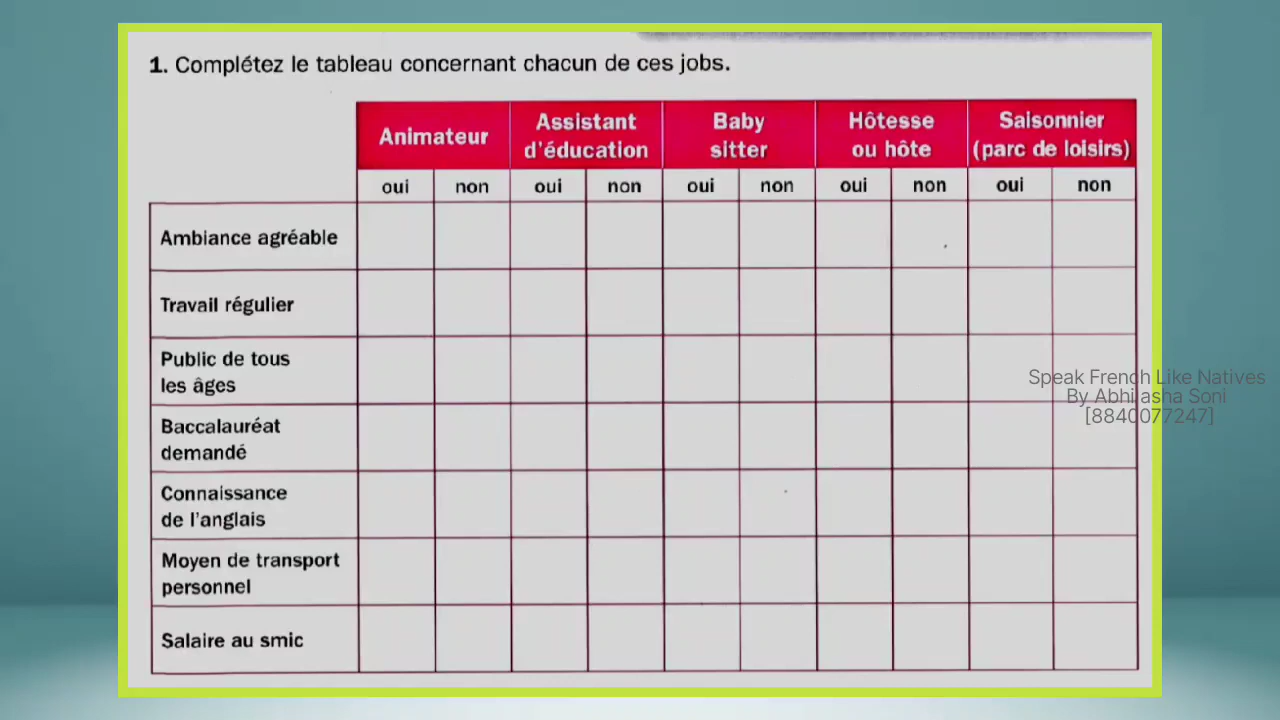 1. Complétez le tableau concernant chacun de ces jobs.
Animateur
Assistant
d'éducation
Baby
sitter
Hôtesse
ou hôte
Saisonnier
(parc de loisirs)
oui non oui non oui non oui non oui non
Ambiance agréable
Travail régulier
Public de tous
les âges
Baccalauréat
demandé
Connaissance
de l'anglais
Moyen de transport
personnel
Salaire au smic
Speak French Like Natives
By Abhilasha Soni
[8840077247]